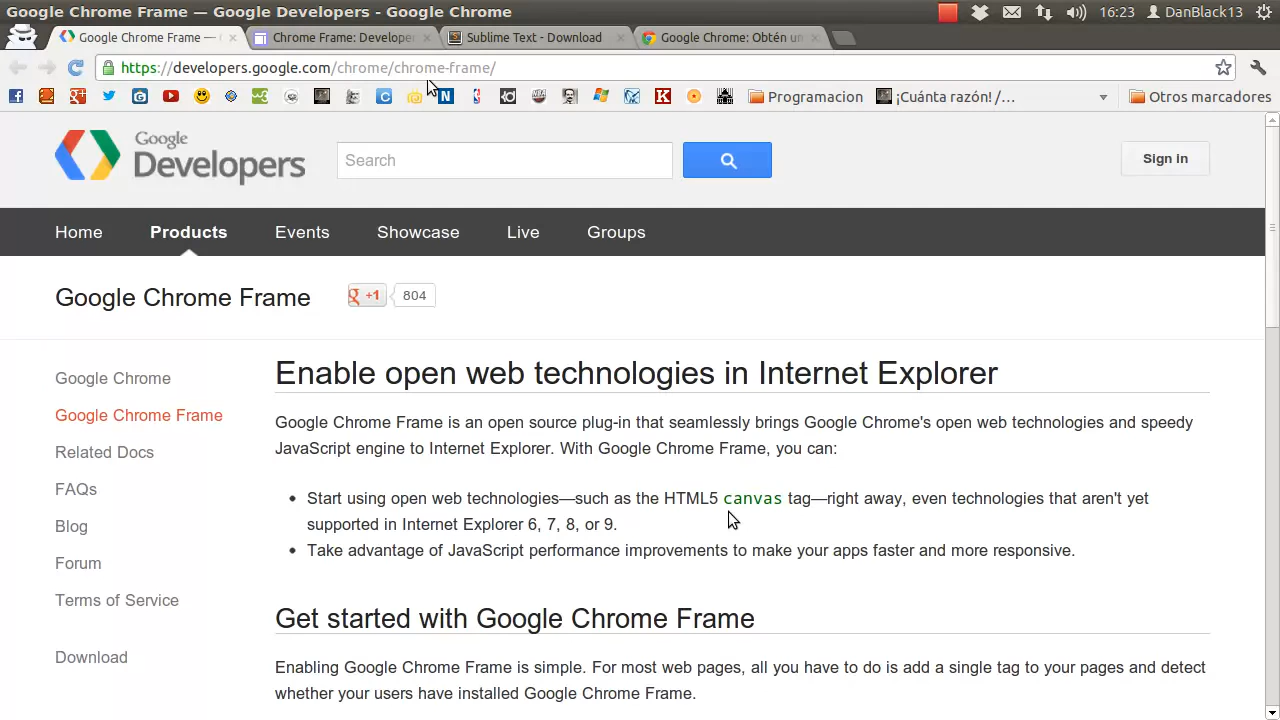 Google Chrome Frame — Google Developers - Google Chrome
16:23 DanBlack13
Google Chrome Frame — 
Chrome Frame: Develope
Sublime Text - Download
Google Chrome: Obtén un
https://developers.google.com/chrome/chrome-frame/
Programacion
¡Cuánta razón! /...
Otros marcadores
Google Developers
Search
Sign in
Home Products Events Showcase Live Groups
Google Chrome Frame
+1 804
Google Chrome
Google Chrome Frame
Related Docs
FAQs
Blog
Forum
Terms of Service
Download
Enable open web technologies in Internet Explorer
Google Chrome Frame is an open source plug-in that seamlessly brings Google Chrome's open web technologies and speedy
JavaScript engine to Internet Explorer. With Google Chrome Frame, you can:
Start using open web technologies—such as the HTML5 canvas tag—right away, even technologies that aren't yet
supported in Internet Explorer 6, 7, 8, or 9.
Take advantage of JavaScript performance improvements to make your apps faster and more responsive.
Get started with Google Chrome Frame
Enabling Google Chrome Frame is simple. For most web pages, all you have to do is add a single tag to your pages and detect
whether your users have installed Google Chrome Frame.